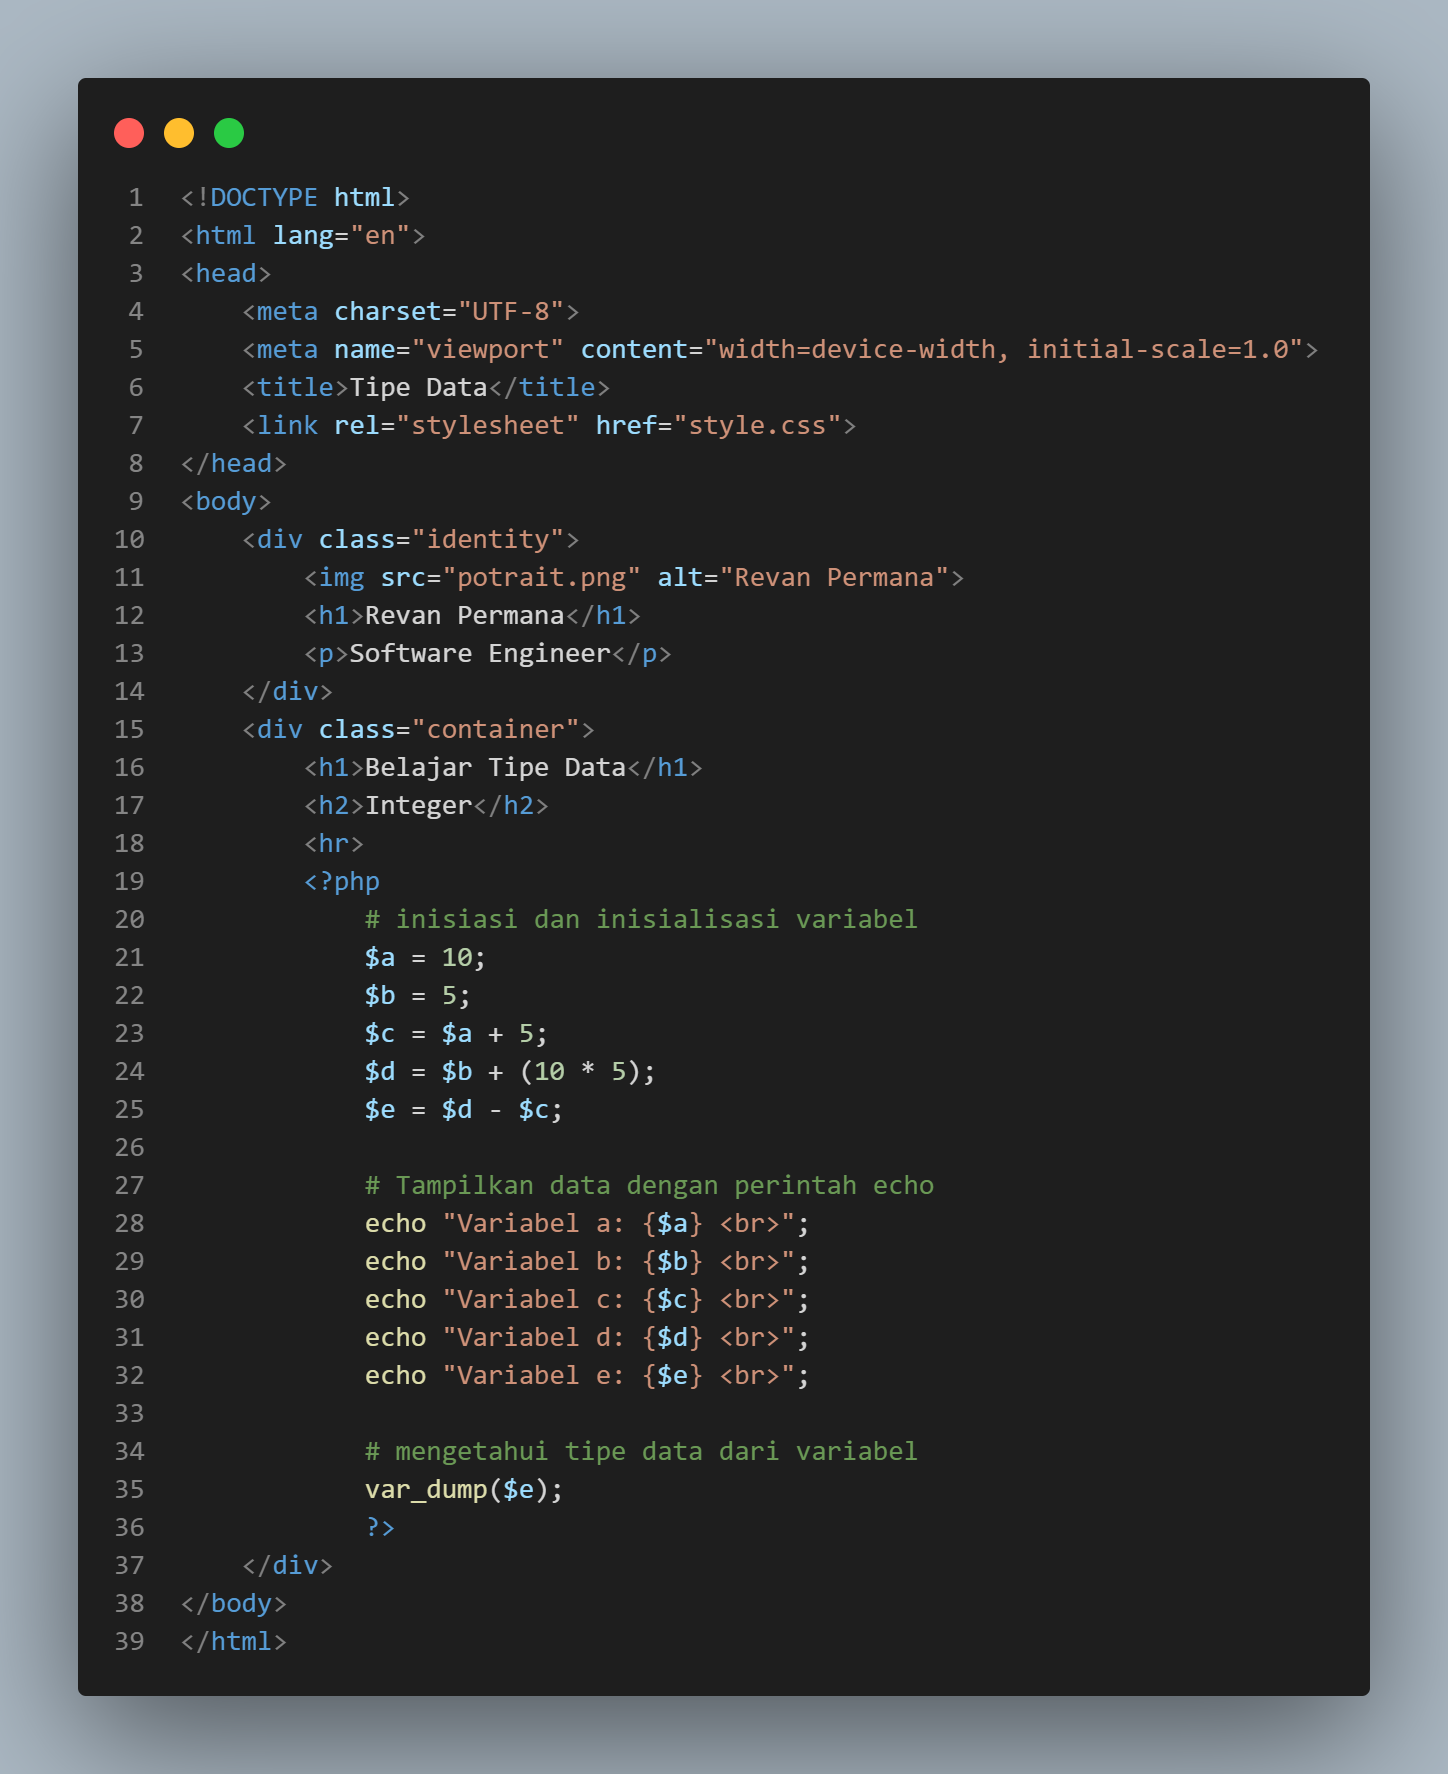 1 <!DOCTYPE html>
2 <html lang="en">
3 <head>
4     <meta charset="UTF-8">
5     <meta name="viewport" content="width=device-width, initial-scale=1.0">
6     <title>Tipe Data</title>
7     <link rel="stylesheet" href="style.css">
8 </head>
9 <body>
10     <div class="identity">
11         <img src="potrait.png" alt="Revan Permana">
12         <h1>Revan Permana</h1>
13         <p>Software Engineer</p>
14     </div>
15     <div class="container">
16         <h1>Belajar Tipe Data</h1>
17         <h2>Integer</h2>
18         <hr>
19         <?php
20             # inisiasi dan inisialisasi variabel
21             $a = 10;
22             $b = 5;
23             $c = $a + 5;
24             $d = $b + (10 * 5);
25             $e = $d - $c;
26
27             # Tampilkan data dengan perintah echo
28             echo "Variabel a: {$a} <br>";
29             echo "Variabel b: {$b} <br>";
30             echo "Variabel c: {$c} <br>";
31             echo "Variabel d: {$d} <br>";
32             echo "Variabel e: {$e} <br>";
33
34             # mengetahui tipe data dari variabel
35             var_dump($e);
36             ?>
37     </div>
38 </body>
39 </html>